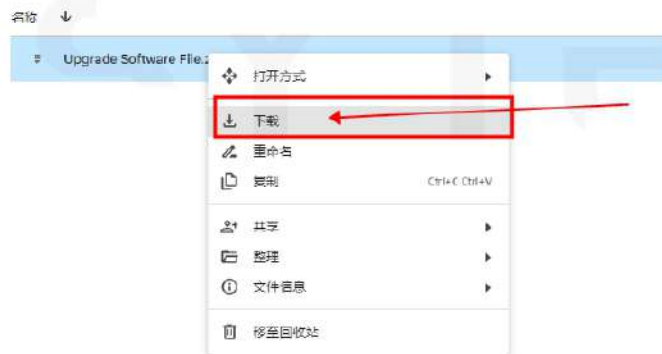 名称
Upgrade Software File.z
打开方式
下载
重命名
复制 Ctrl+C Ctrl+V
共享
整理
文件信息
移至回收站